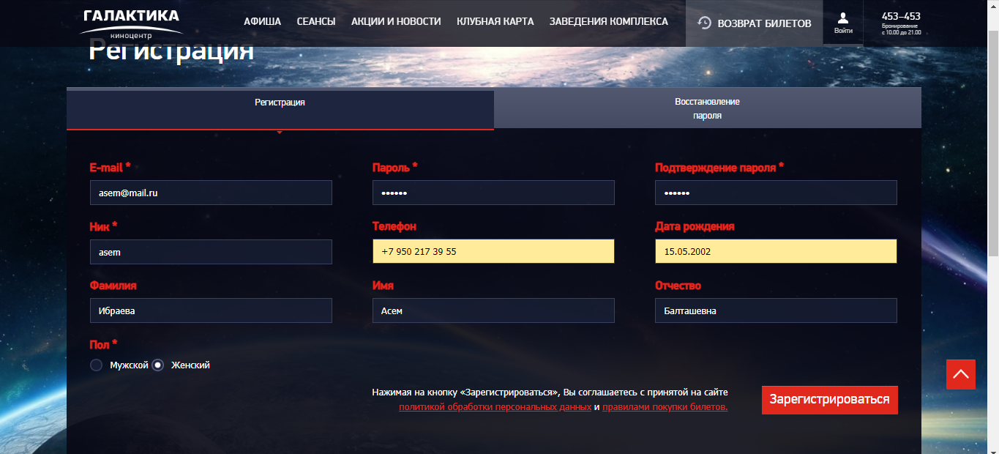 ГАЛАКТИКА
киноцентр
АФИША СЕАНСЫ АКЦИИ И НОВОСТИ КЛУБНАЯ КАРТА ЗАВЕДЕНИЯ КОМПЛЕКСА
ВОЗВРАТ БИЛЕТОВ
Войти
453–453
Бронирование
с 10.00 до 21.00
Регистрация
Регистрация
Восстановление
пароля
E-mail * Пароль * Подтверждение пароля *
asem@mail.ru •••••• ••••••
Ник * Телефон Дата рождения
asem +7 950 217 39 55 15.05.2002
Фамилия Имя Отчество
Ибраева Асем Балташевна
Пол *
Мужской Женский
Нажимая на кнопку «Зарегистрироваться», Вы соглашаетесь с принятой на сайте
политикой обработки персональных данных и правилами покупки билетов.
Зарегистрироваться